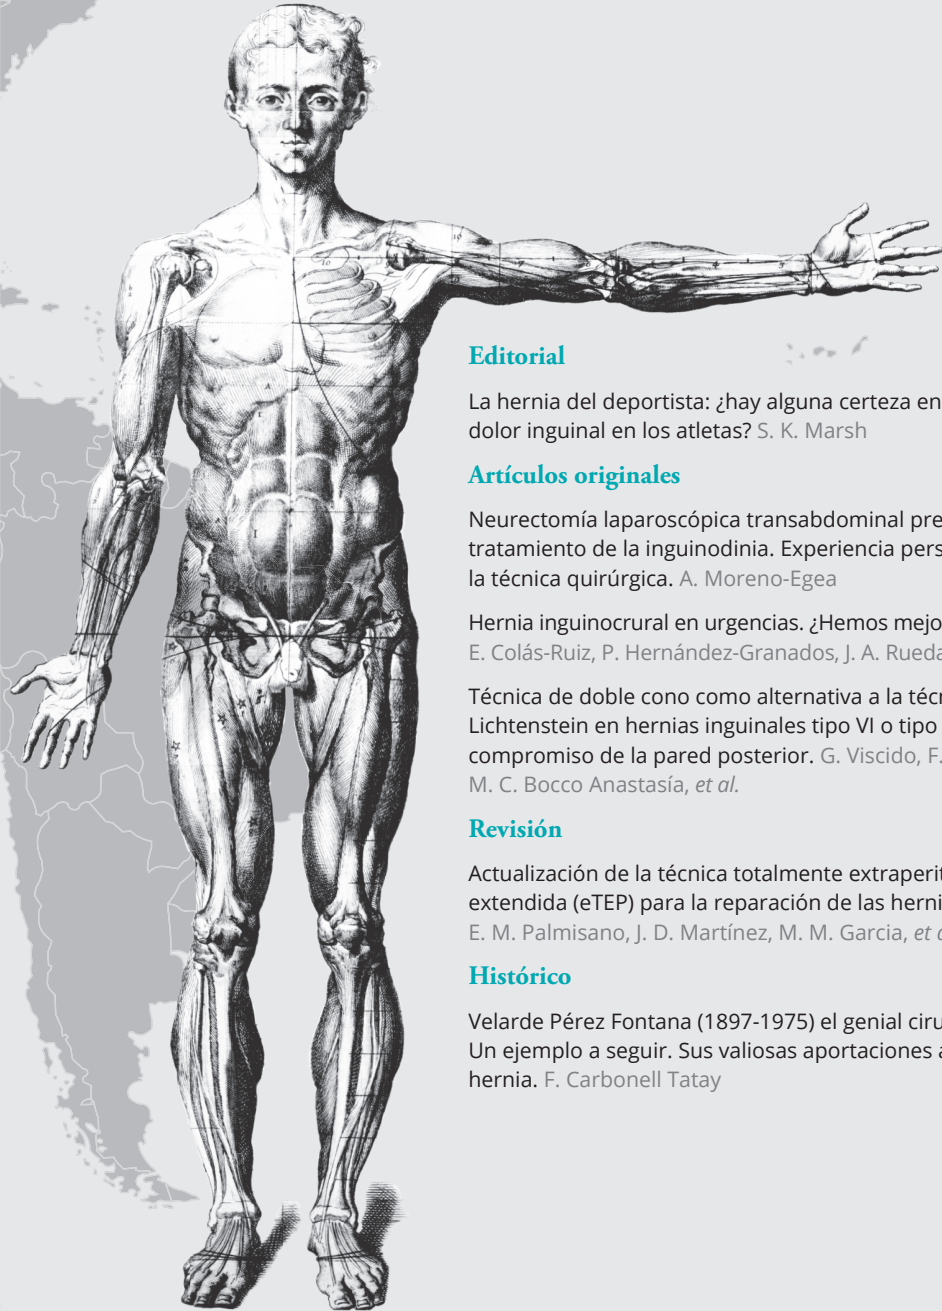 Editorial
La hernia del deportista: ¿hay alguna certeza en
dolor inguinal en los atletas? S. K. Marsh
Artículos originales
Neurectomía laparoscópica transabdominal pre
tratamiento de la inguinodinia. Experiencia pers
la técnica quirúrgica. A. Moreno-Egea
Hernia inguinocrural en urgencias. ¿Hemos mejo
E. Colás-Ruiz, P. Hernández-Granados, J. A. Rueda
Técnica de doble cono como alternativa a la técn
Lichtenstein en hernias inguinales tipo VI o tipo
compromiso de la pared posterior. G. Viscido, F.
M. C. Bocco Anastasía, et al.
Revisión
Actualización de la técnica totalmente extraperit
extendida (eTEP) para la reparación de las herni
E. M. Palmisano, J. D. Martínez, M. M. Garcia, et a
Histórico
Velarde Pérez Fontana (1897-1975) el genial ciru
Un ejemplo a seguir. Sus valiosas aportaciones a
hernia. F. Carbonell Tatay